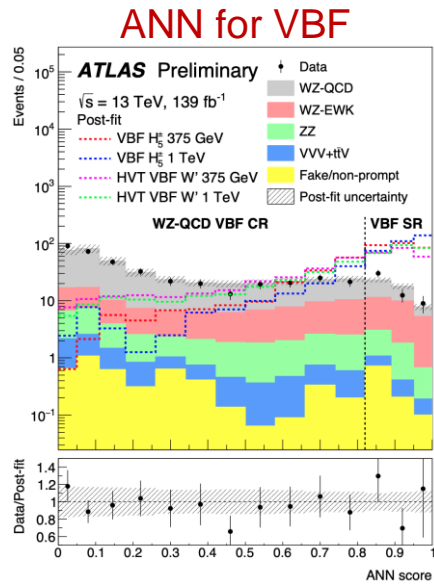 ANN for VBF
Events / 0.05
10⁵
10⁴
10³
10²
10
1
10⁻¹
ATLAS Preliminary
√s = 13 TeV, 139 fb⁻¹
Post-fit
VBF H₅± 375 GeV
VBF H₅± 1 TeV
HVT VBF W' 375 GeV
HVT VBF W' 1 TeV
Data
WZ-QCD
WZ-EWK
ZZ
VVV+tt̄V
Fake/non-prompt
Post-fit uncertainty
WZ-QCD VBF CR
VBF SR
Data/Post-fit
1.4
1.2
1
0.8
0.6
0 0.1 0.2 0.3 0.4 0.5 0.6 0.7 0.8 0.9 1
ANN score